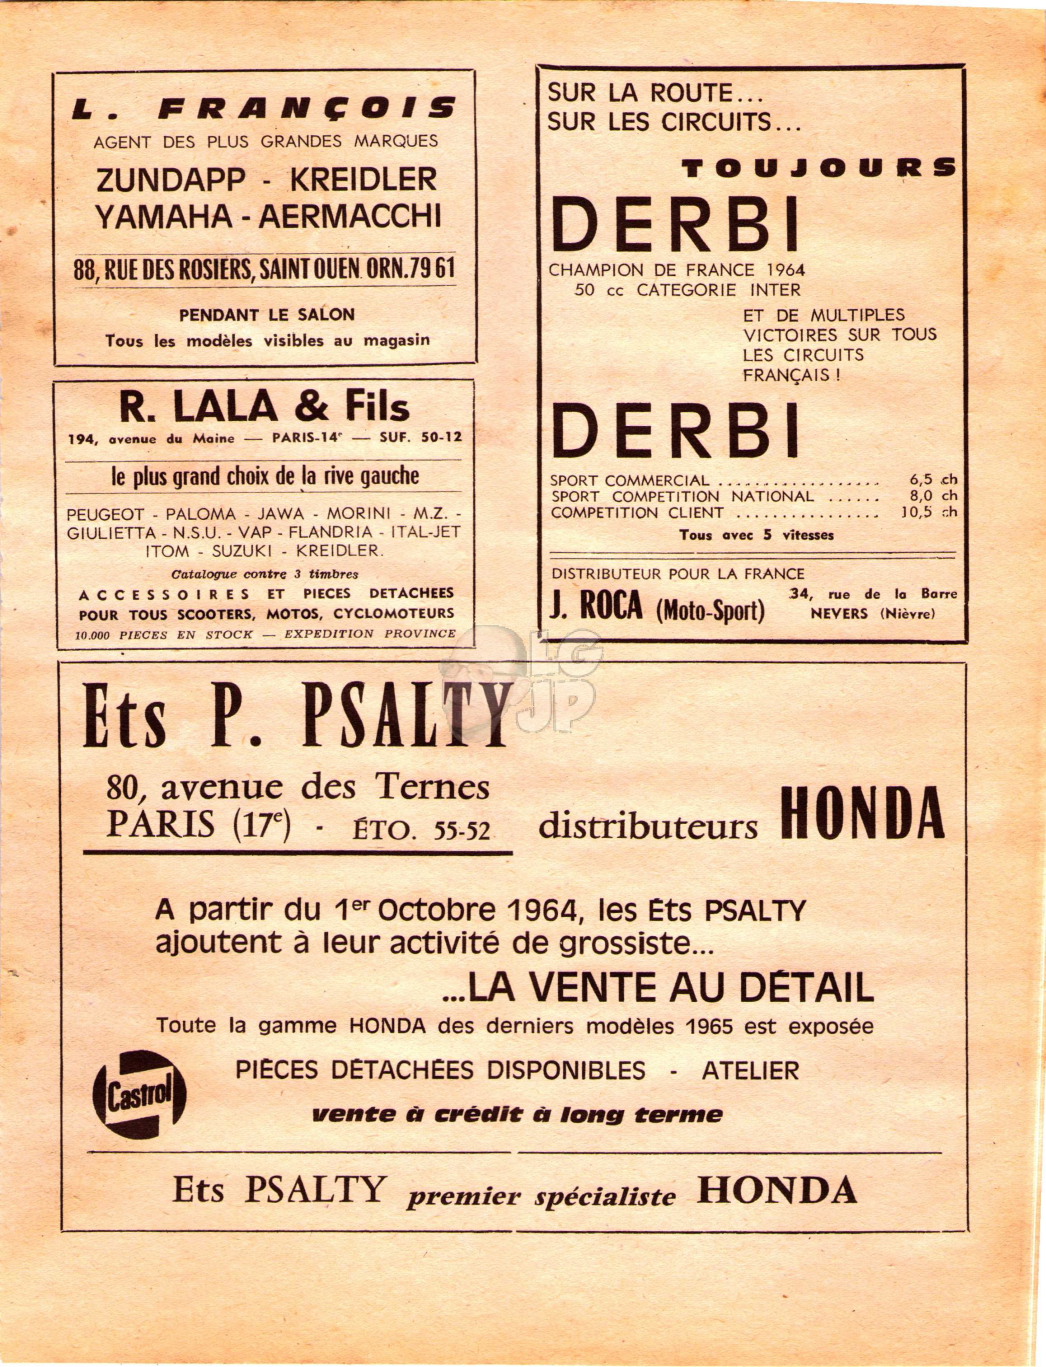 L. FRANÇOIS
AGENT DES PLUS GRANDES MARQUES
ZUNDAPP - KREIDLER
YAMAHA - AERMACCHI
88, RUE DES ROSIERS, SAINT OUEN. ORN. 79 61
PENDANT LE SALON
Tous les modèles visibles au magasin
R. LALA & Fils
194, avenue du Maine — PARIS-14e — SUF. 50-12
le plus grand choix de la rive gauche
PEUGEOT - PALOMA - JAWA - MORINI - M.Z. -
GIULIETTA - N.S.U. - VAP - FLANDRIA - ITAL-JET
ITOM - SUZUKI - KREIDLER.
Catalogue contre 3 timbres
ACCESSOIRES ET PIECES DETACHEES
POUR TOUS SCOOTERS, MOTOS, CYCLOMOTEURS
10.000 PIECES EN STOCK — EXPEDITION PROVINCE
SUR LA ROUTE...
SUR LES CIRCUITS...
TOUJOURS
DERBI
CHAMPION DE FRANCE 1964
50 cc CATEGORIE INTER
ET DE MULTIPLES
VICTOIRES SUR TOUS
LES CIRCUITS
FRANÇAIS !
DERBI
SPORT COMMERCIAL .................. 6,5 ch
SPORT COMPETITION NATIONAL ...... 8,0 ch
COMPETITION CLIENT ................ 10,5 ch
Tous avec 5 vitesses
DISTRIBUTEUR POUR LA FRANCE
J. ROCA (Moto-Sport) 34, rue de la Barre
NEVERS (Nièvre)
LG
JP
Ets P. PSALTY
80, avenue des Ternes
PARIS (17e) - ÉTO. 55-52
distributeurs HONDA
A partir du 1er Octobre 1964, les Éts PSALTY
ajoutent à leur activité de grossiste...
...LA VENTE AU DÉTAIL
Toute la gamme HONDA des derniers modèles 1965 est exposée
PIÈCES DÉTACHÉES DISPONIBLES - ATELIER
Castrol
vente à crédit à long terme
Ets PSALTY premier spécialiste HONDA